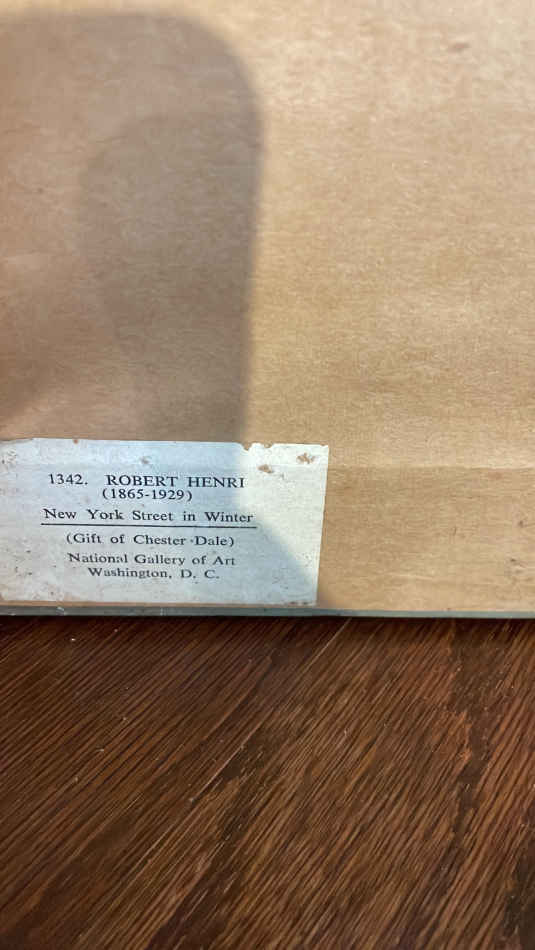 1342. ROBERT HENRI
(1865-1929)
New York Street in Winter
(Gift of Chester Dale)
National Gallery of Art
Washington, D. C.